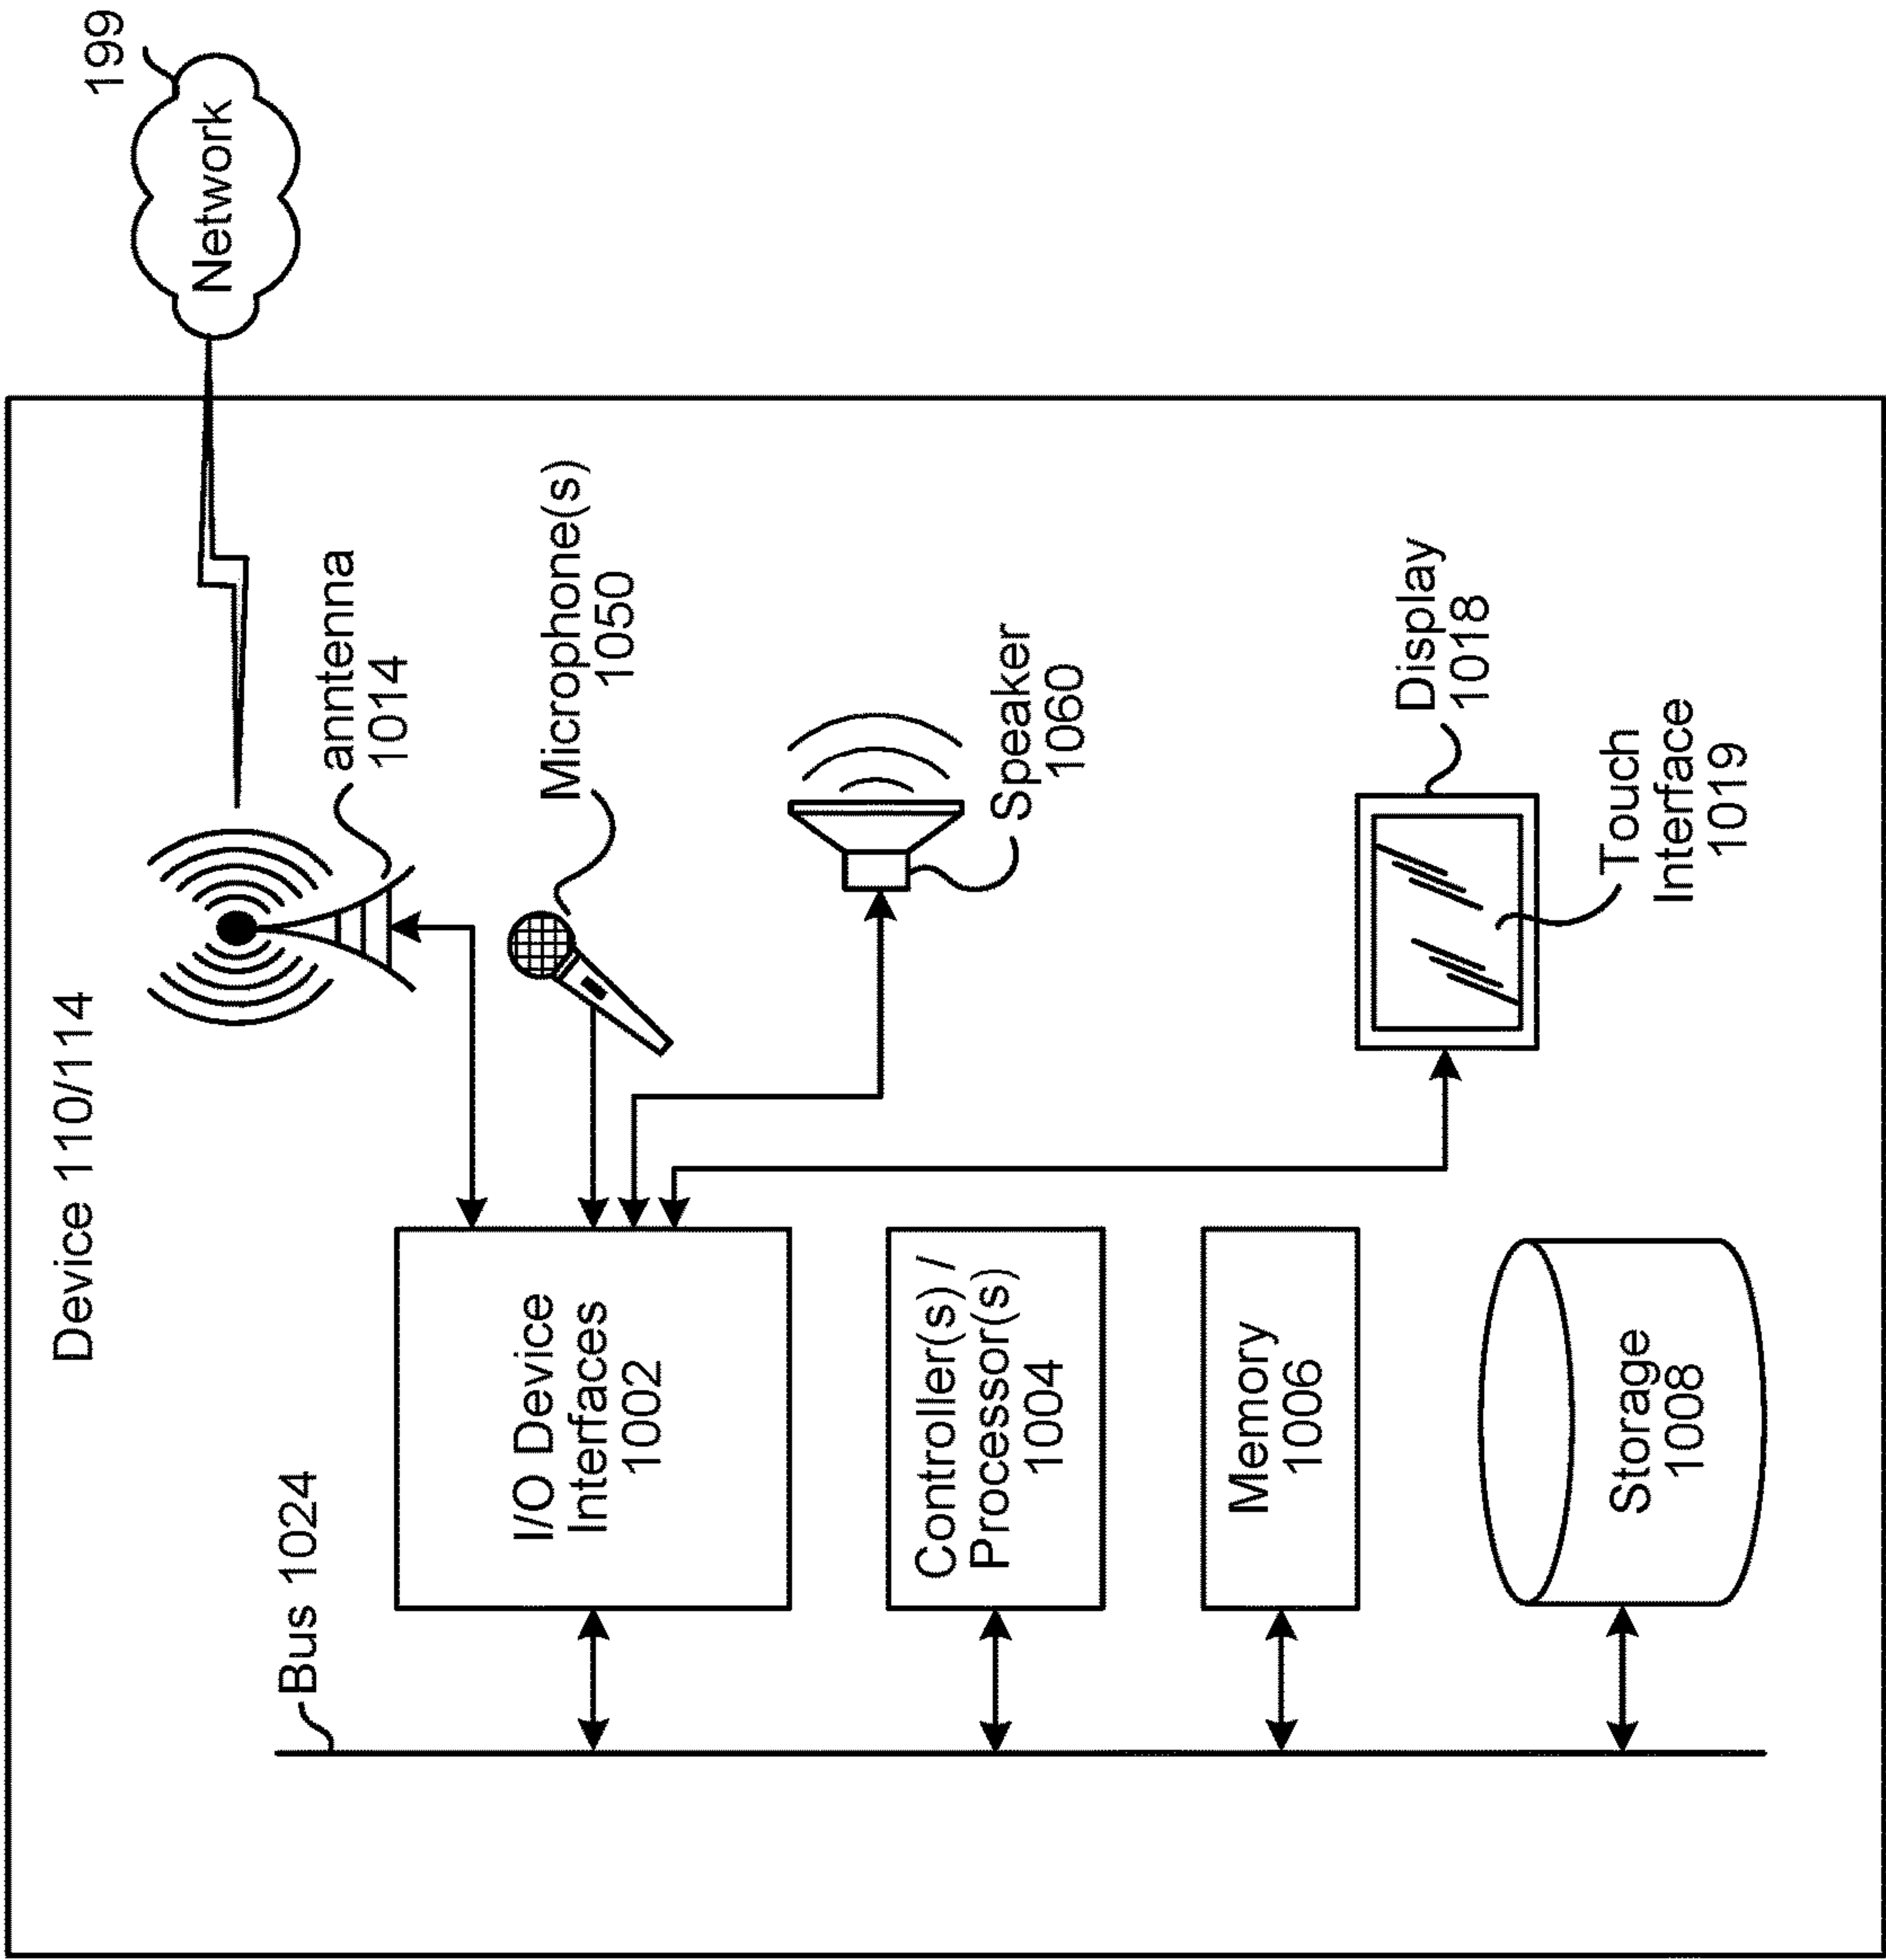 Device 110/114
199
Network
Bus 1024
anntenna
1014
I/O Device
Interfaces
1002
Microphone(s)
1050
Controller(s) /
Processor(s)
1004
Speaker
1060
Memory
1006
Display
1018
Storage
1008
Touch
Interface
1019